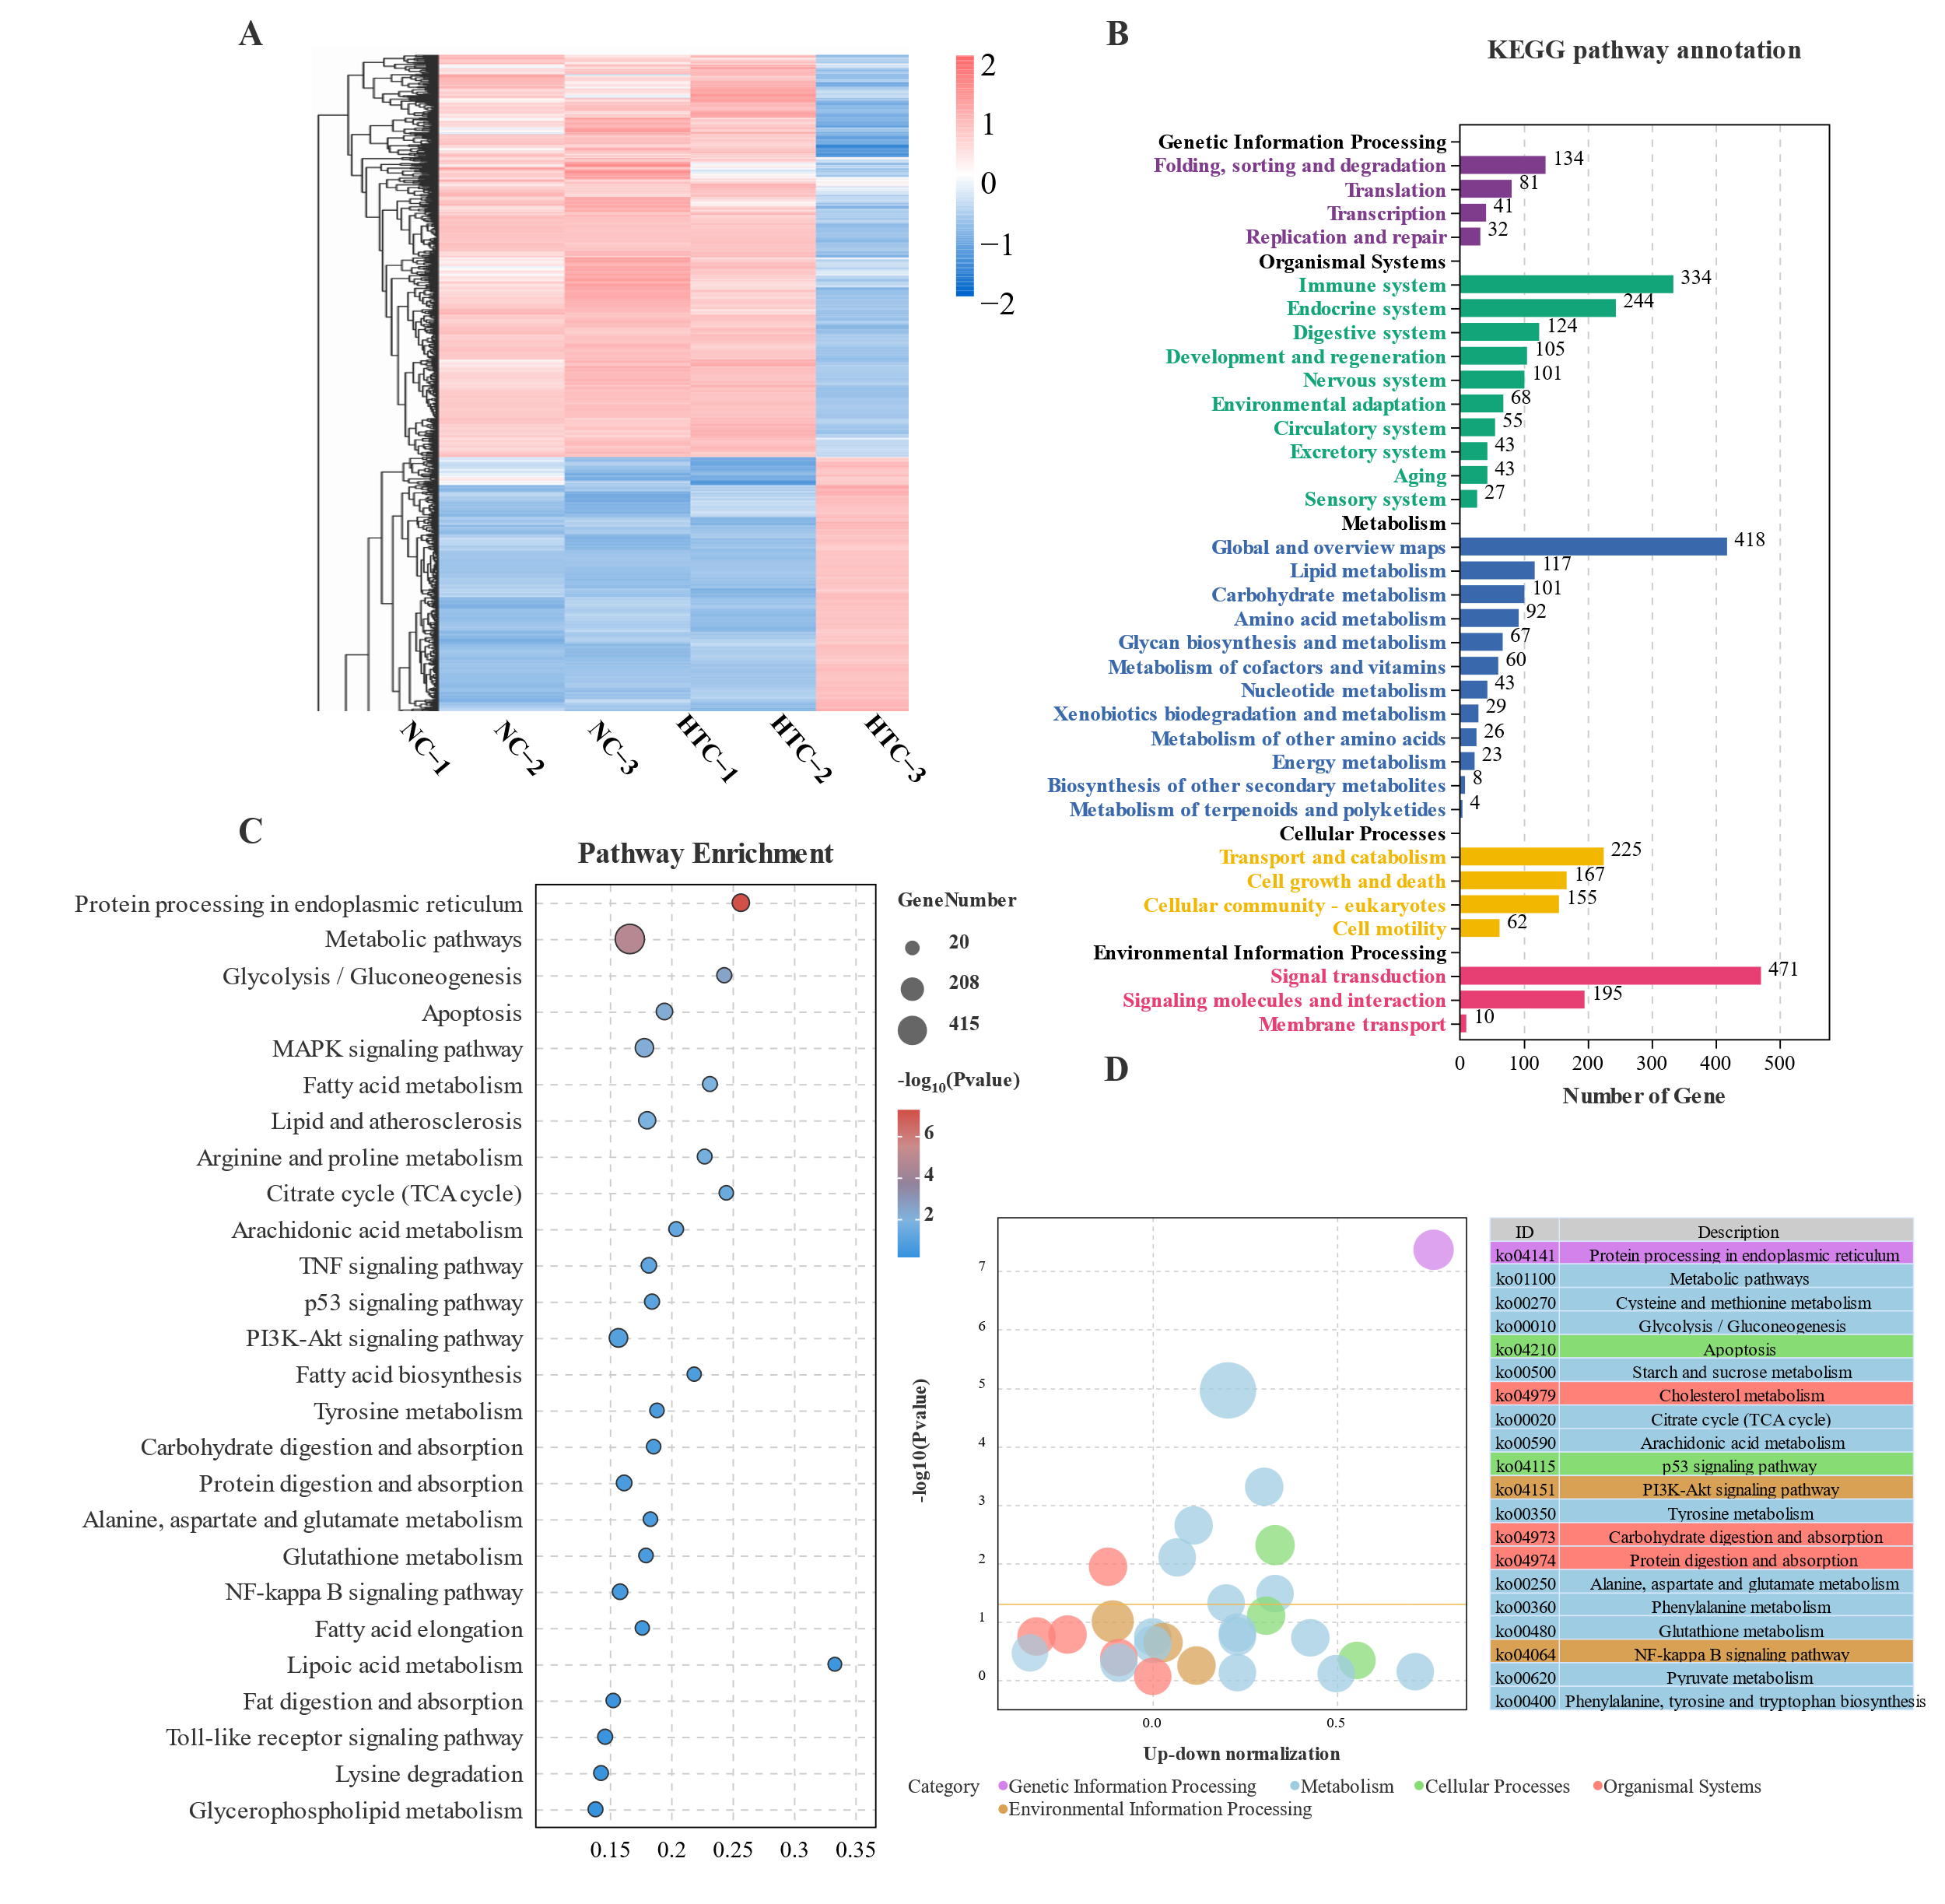 A
2
1
0
−1
−2
NC−1
NC−2
NC−3
HTC−1
HTC−2
HTC−3
B
KEGG pathway annotation
Genetic Information Processing
Folding, sorting and degradation 134
Translation 81
Transcription 41
Replication and repair 32
Organismal Systems
Immune system 334
Endocrine system 244
Digestive system 124
Development and regeneration 105
Nervous system 101
Environmental adaptation 68
Circulatory system 55
Excretory system 43
Aging 43
Sensory system 27
Metabolism
Global and overview maps 418
Lipid metabolism 117
Carbohydrate metabolism 101
Amino acid metabolism 92
Glycan biosynthesis and metabolism 67
Metabolism of cofactors and vitamins 60
Nucleotide metabolism 43
Xenobiotics biodegradation and metabolism 29
Metabolism of other amino acids 26
Energy metabolism 23
Biosynthesis of other secondary metabolites 8
Metabolism of terpenoids and polyketides 4
Cellular Processes
Transport and catabolism 225
Cell growth and death 167
Cellular community - eukaryotes 155
Cell motility 62
Environmental Information Processing
Signal transduction 471
Signaling molecules and interaction 195
Membrane transport 10
0 100 200 300 400 500
Number of Gene
C
Pathway Enrichment
Protein processing in endoplasmic reticulum
Metabolic pathways
Glycolysis / Gluconeogenesis
Apoptosis
MAPK signaling pathway
Fatty acid metabolism
Lipid and atherosclerosis
Arginine and proline metabolism
Citrate cycle (TCA cycle)
Arachidonic acid metabolism
TNF signaling pathway
p53 signaling pathway
PI3K-Akt signaling pathway
Fatty acid biosynthesis
Tyrosine metabolism
Carbohydrate digestion and absorption
Protein digestion and absorption
Alanine, aspartate and glutamate metabolism
Glutathione metabolism
NF-kappa B signaling pathway
Fatty acid elongation
Lipoic acid metabolism
Fat digestion and absorption
Toll-like receptor signaling pathway
Lysine degradation
Glycerophospholipid metabolism
0.15 0.2 0.25 0.3 0.35
GeneNumber
20
208
415
-log10(Pvalue)
6
4
2
D
7
6
5
4
3
2
1
0
-log10(Pvalue)
0.0 0.5
Up-down normalization
ID Description
ko04141 Protein processing in endoplasmic reticulum
ko01100 Metabolic pathways
ko00270 Cysteine and methionine metabolism
ko00010 Glycolysis / Gluconeogenesis
ko04210 Apoptosis
ko00500 Starch and sucrose metabolism
ko04979 Cholesterol metabolism
ko00020 Citrate cycle (TCA cycle)
ko00590 Arachidonic acid metabolism
ko04115 p53 signaling pathway
ko04151 PI3K-Akt signaling pathway
ko00350 Tyrosine metabolism
ko04973 Carbohydrate digestion and absorption
ko04974 Protein digestion and absorption
ko00250 Alanine, aspartate and glutamate metabolism
ko00360 Phenylalanine metabolism
ko00480 Glutathione metabolism
ko04064 NF-kappa B signaling pathway
ko00620 Pyruvate metabolism
ko00400 Phenylalanine, tyrosine and tryptophan biosynthesis
Category Genetic Information Processing Metabolism Cellular Processes Organismal Systems
Environmental Information Processing